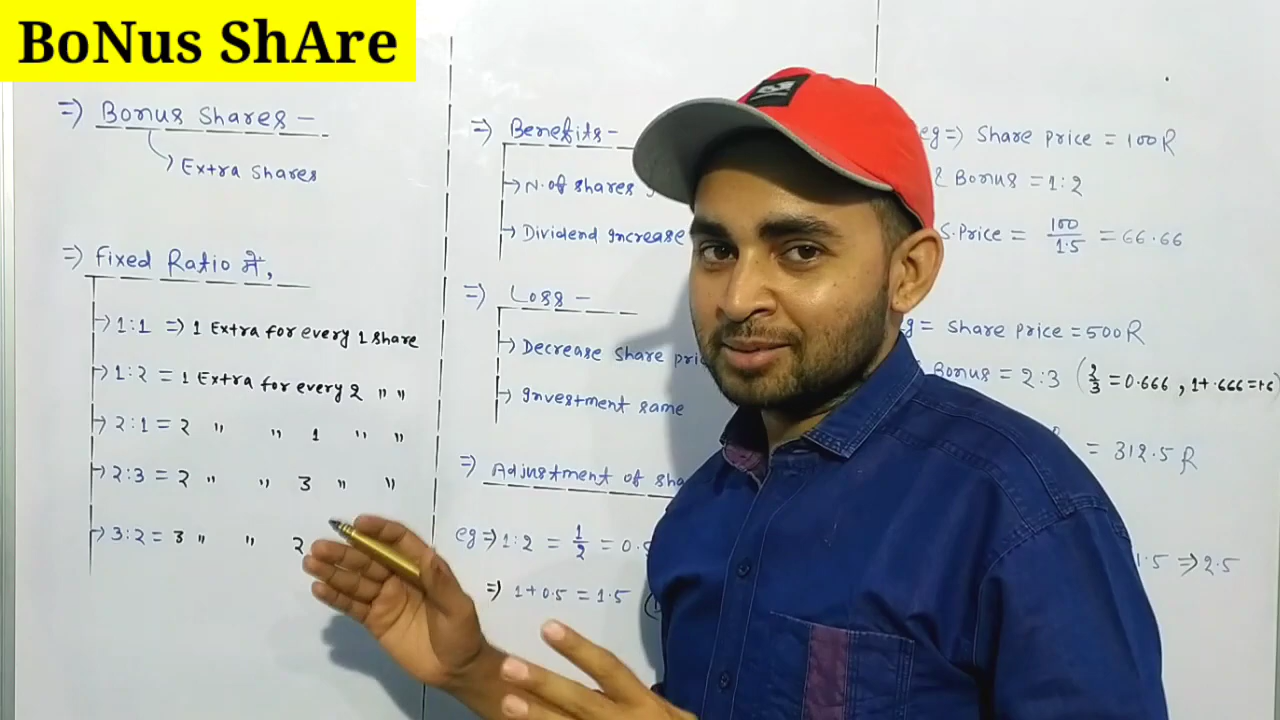 BoNus ShAre
=> Bonus Shares -
Extra Shares
=> Fixed Ratio में,
1:1 => 1 Extra for every 1 share
1:2 = 1 Extra for every 2 " "
2:1 = 2 " " 1 " "
2:3 = 2 " " 3 " "
3:2 = 3 " " 2
=> Benefits -
N.of shares
Dividend increase
=> Loss -
Decrease share
Investment same
=> Adjustment of
eg => 1:2 = 1/2 =
=> 1+0.5 = 1.5
eg => Share price = 100R
Bonus = 1:2
S.Price = 100/1.5 = 66.66
= Share price = 500R
Bonus = 2:3 (2/3 = 0.666 , 1+.666 =
= 312.5 R
1.5 => 2.5